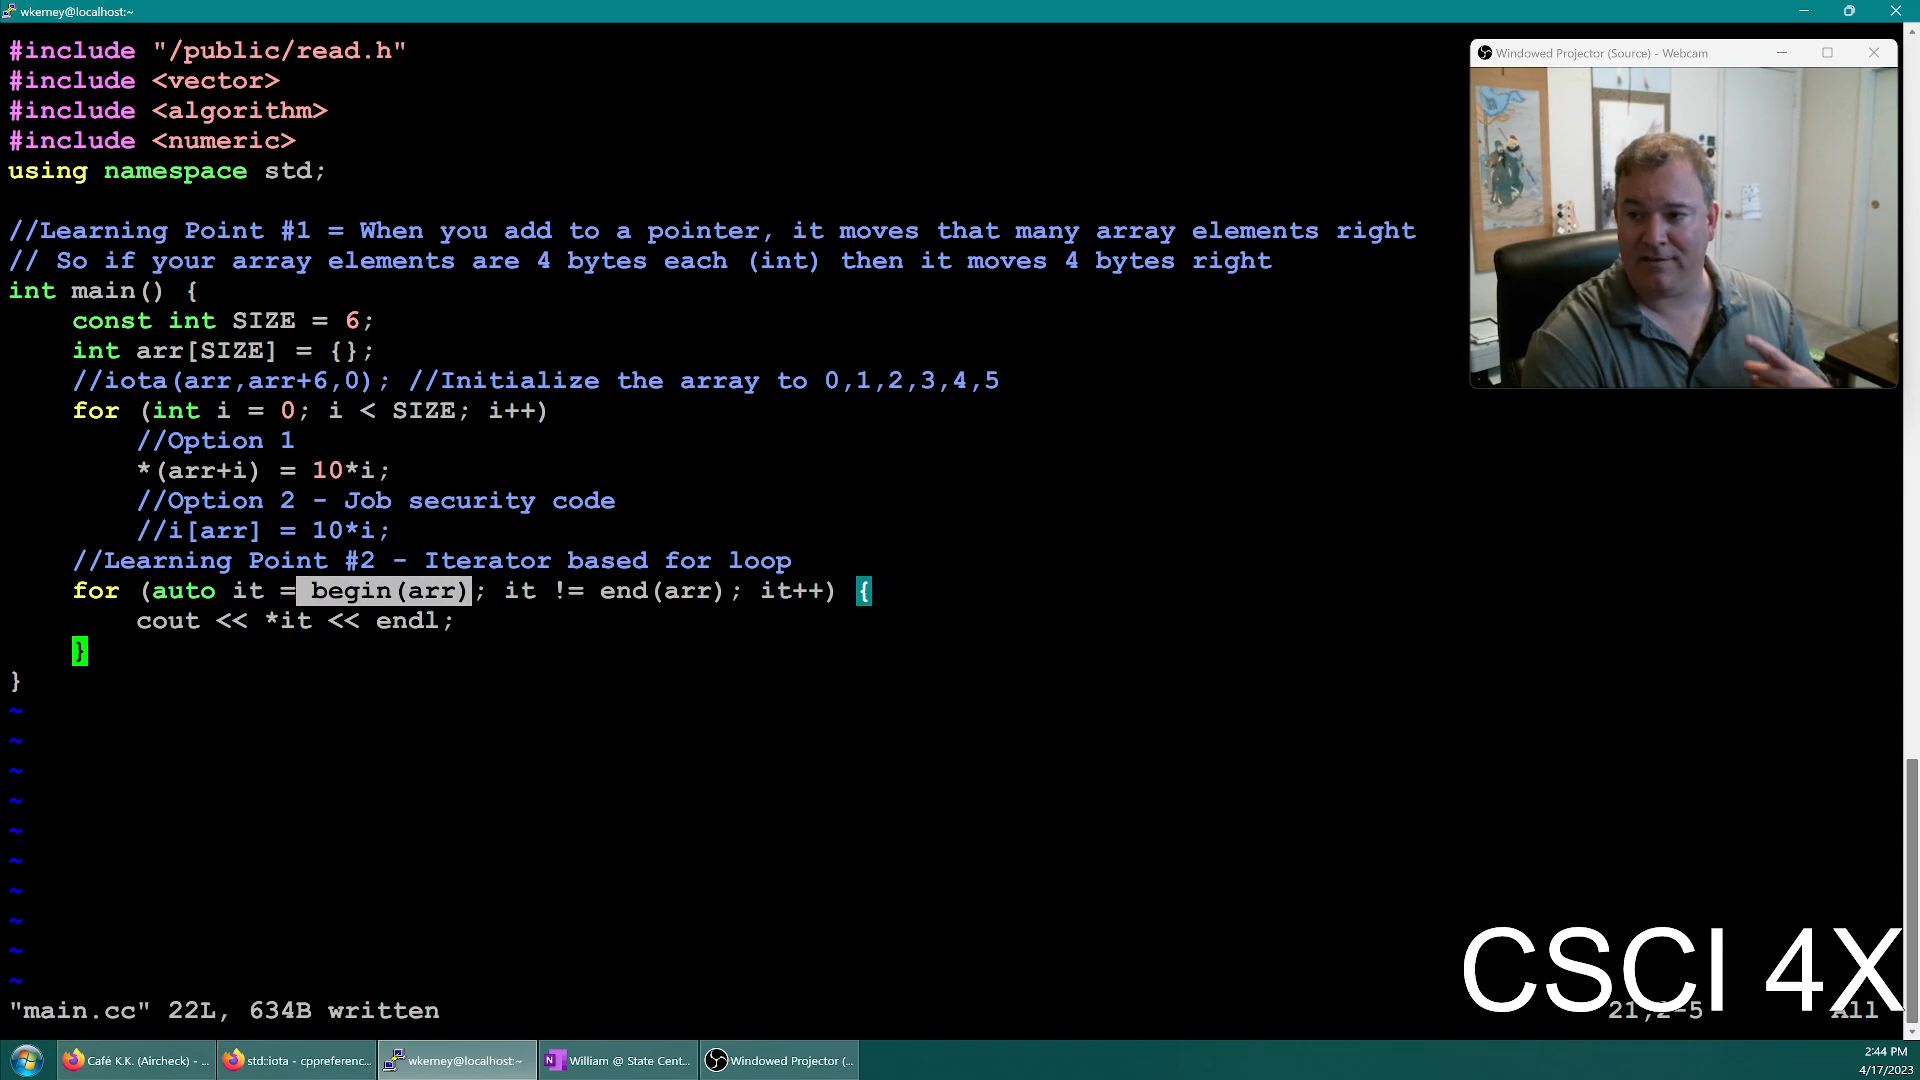 wkerney@localhost:~
#include "/public/read.h"
#include <vector>
#include <algorithm>
#include <numeric>
using namespace std;
//Learning Point #1 = When you add to a pointer, it moves that many array elements right
// So if your array elements are 4 bytes each (int) then it moves 4 bytes right
int main() {
const int SIZE = 6;
int arr[SIZE] = {};
//iota(arr,arr+6,0); //Initialize the array to 0,1,2,3,4,5
for (int i = 0; i < SIZE; i++)
//Option 1
*(arr+i) = 10*i;
//Option 2 - Job security code
//i[arr] = 10*i;
//Learning Point #2 - Iterator based for loop
for (auto it = begin(arr); it != end(arr); it++) {
cout << *it << endl;
}
}
~
~
~
~
~
~
~
~
~
~
"main.cc" 22L, 634B written
21,2-5
All
Windowed Projector (Source) - Webcam
CSCI 4X
Café K.K. (Aircheck) - ...
std::iota - cppreferenc...
wkerney@localhost:~
William @ State Cent...
Windowed Projector (...
2:44 PM
4/17/2023